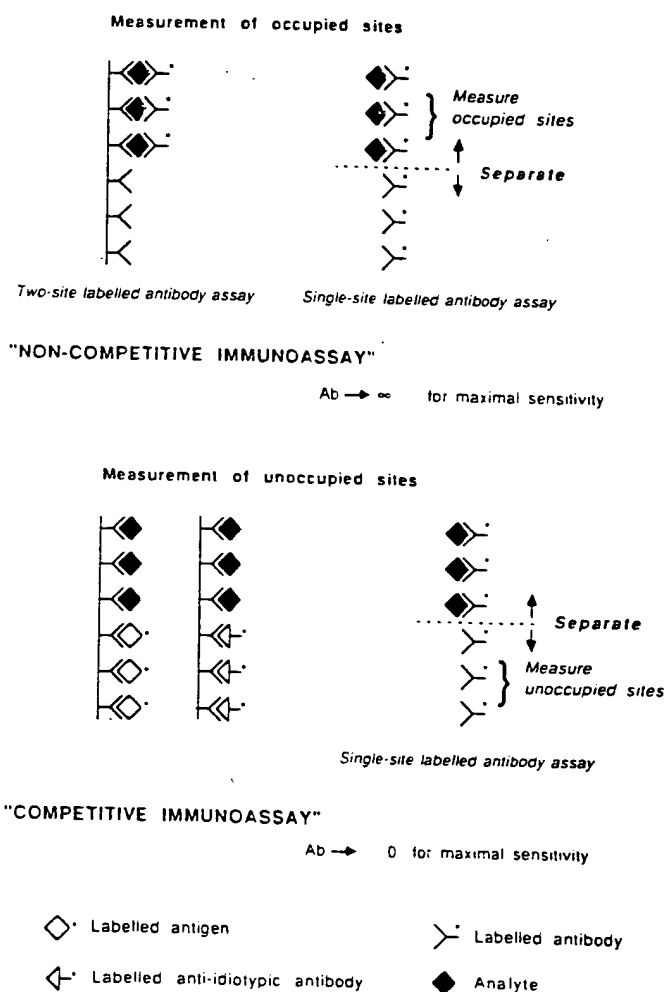 Measurement of occupied sites
Measure
occupied sites
Separate
Two-site labelled antibody assay
Single-site labelled antibody assay
"NON-COMPETITIVE IMMUNOASSAY"
Ab → ∞ for maximal sensitivity
Measurement of unoccupied sites
Separate
Measure
unoccupied sites
Single-site labelled antibody assay
"COMPETITIVE IMMUNOASSAY"
Ab → 0 for maximal sensitivity
Labelled antigen
Labelled antibody
Labelled anti-idiotypic antibody
Analyte